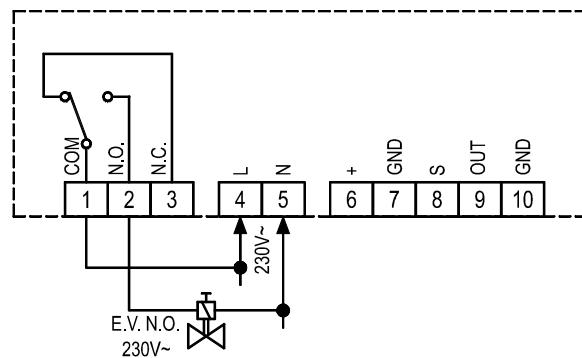 COM N.O. N.C. L N + GND S OUT GND
1 2 3 4 5 6 7 8 9 10
230V~
E.V. N.O.
230V~